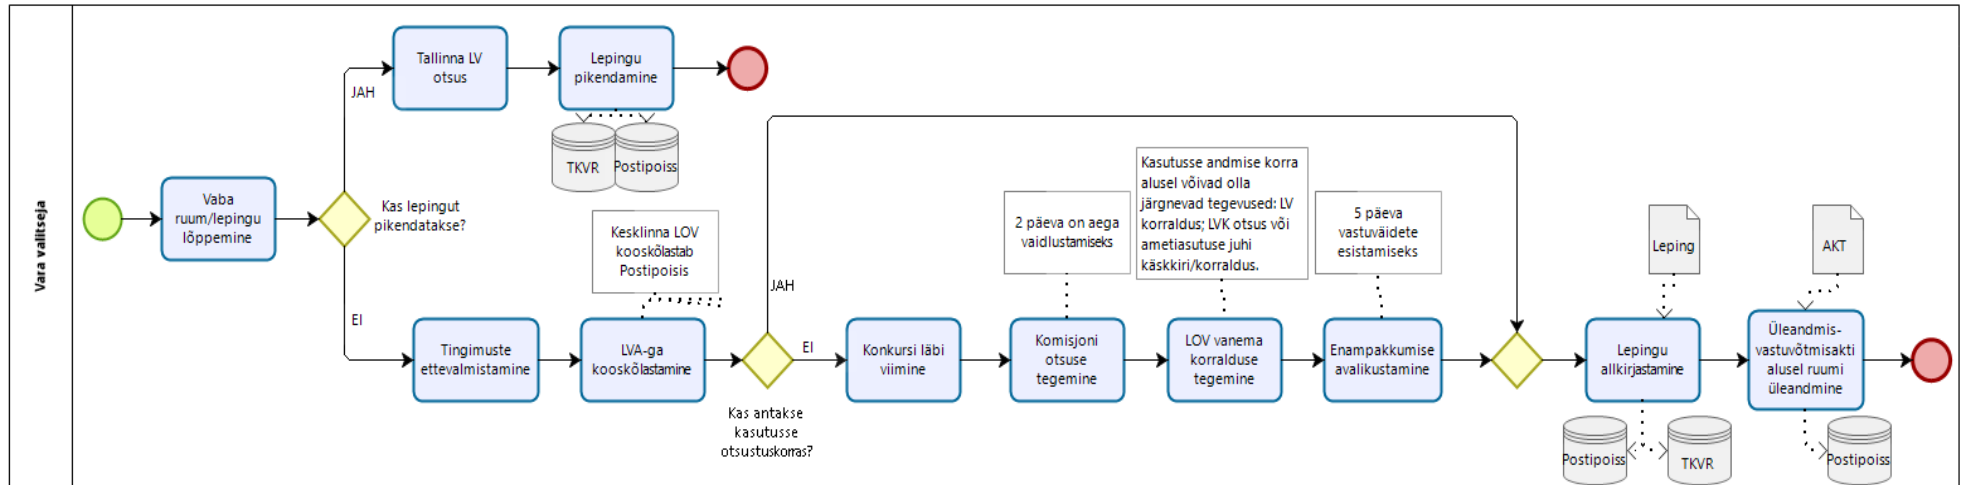 Vara valitseja
Vaba
ruum/lepingu
lõppemine
Kas lepingut
pikendatakse?
JAH
Tallinna LV
otsus
Lepingu
pikendamine
TKVR
Postipoiss
EI
Tingimuste
ettevalmistamine
Kesklinna LOV
kooskõlastab
Postipoisis
LVA-ga
kooskõlastamine
Kas antakse
kasutusse
otsustuskorras?
JAH
EI
Konkursi läbi
viimine
2 päeva on aega
vaidlustamiseks
Komisjoni
otsuse
tegemine
Kasutusse andmise korra
alusel võivad olla
järgnevad tegevused: LV
korraldus; LVK otsus või
ametiasutuse juhi
käskkiri/korraldus.
LOV vanema
korralduse
tegemine
5 päeva
vastuväidete
esistamiseks
Enampakkumise
avalikustamine
Leping
Lepingu
allkirjastamine
Postipoiss
TKVR
AKT
Üleandmis-
vastuvõtmisakti
alusel ruumi
üleandmine
Postipoiss